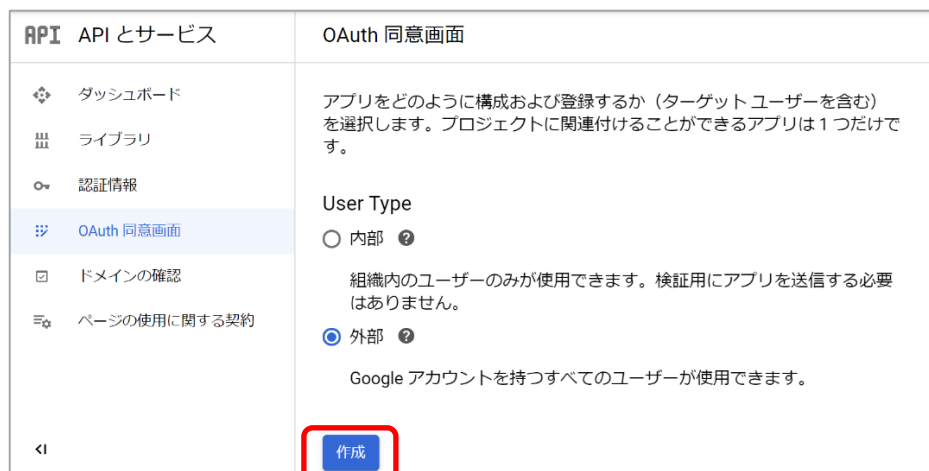 API API とサービス
OAuth 同意画面
ダッシュボード
ライブラリ
認証情報
OAuth 同意画面
ドメインの確認
ページの使用に関する契約
アプリをどのように構成および登録するか（ターゲット ユーザーを含む）
を選択します。プロジェクトに関連付けることができるアプリは 1 つだけで
す。
User Type
内部
組織内のユーザーのみが使用できます。検証用にアプリを送信する必要
はありません。
外部
Google アカウントを持つすべてのユーザーが使用できます。
作成